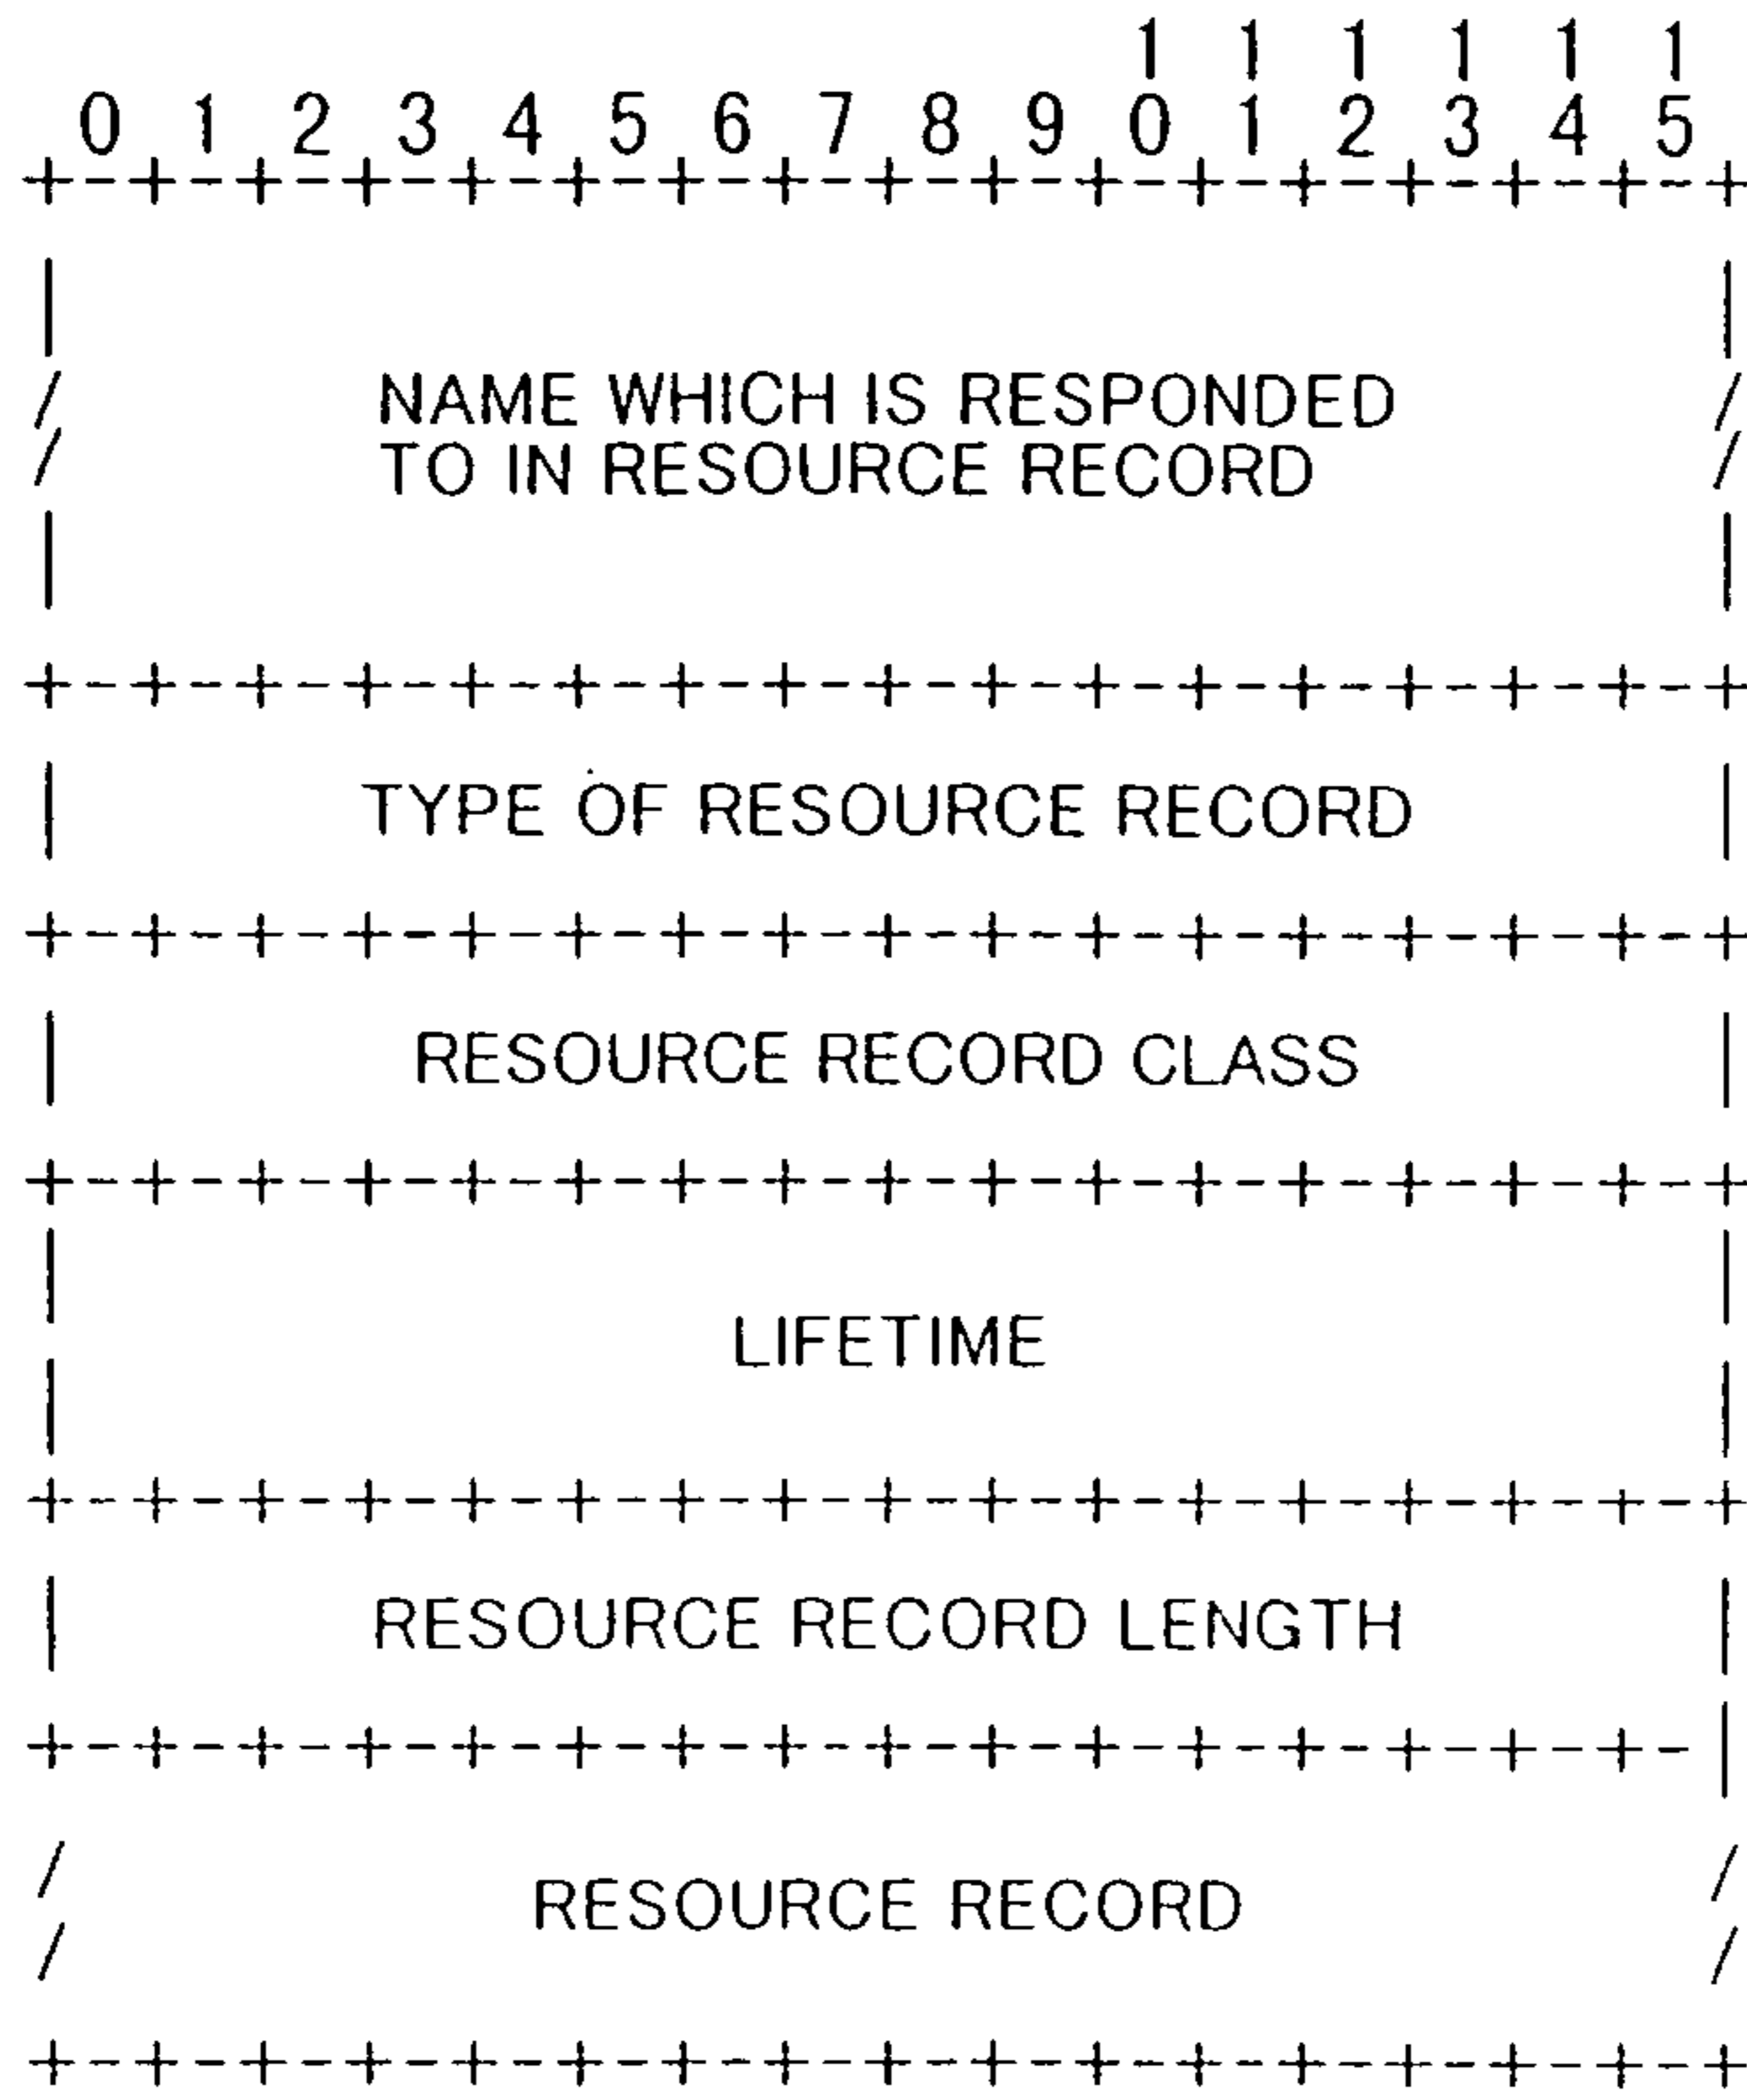 1 1 1 1 1 1
0 1 2 3 4 5 6 7 8 9 0 1 2 3 4 5
+-+-+-+-+-+-+-+-+-+-+-+-+-+-+-+-+
| |
/ NAME WHICH IS RESPONDED /
/ TO IN RESOURCE RECORD /
| |
+-+-+-+-+-+-+-+-+-+-+-+-+-+-+-+-+
| TYPE OF RESOURCE RECORD |
+-+-+-+-+-+-+-+-+-+-+-+-+-+-+-+-+
| RESOURCE RECORD CLASS |
+-+-+-+-+-+-+-+-+-+-+-+-+-+-+-+-+
| |
LIFETIME
| |
+-+-+-+-+-+-+-+-+-+-+-+-+-+-+-+-+
| RESOURCE RECORD LENGTH |
+-+-+-+-+-+-+-+-+-+-+-+-+-+-+-+-|
/ /
RESOURCE RECORD
/ /
+-+-+-+-+-+-+-+-+-+-+-+-+-+-+-+-+